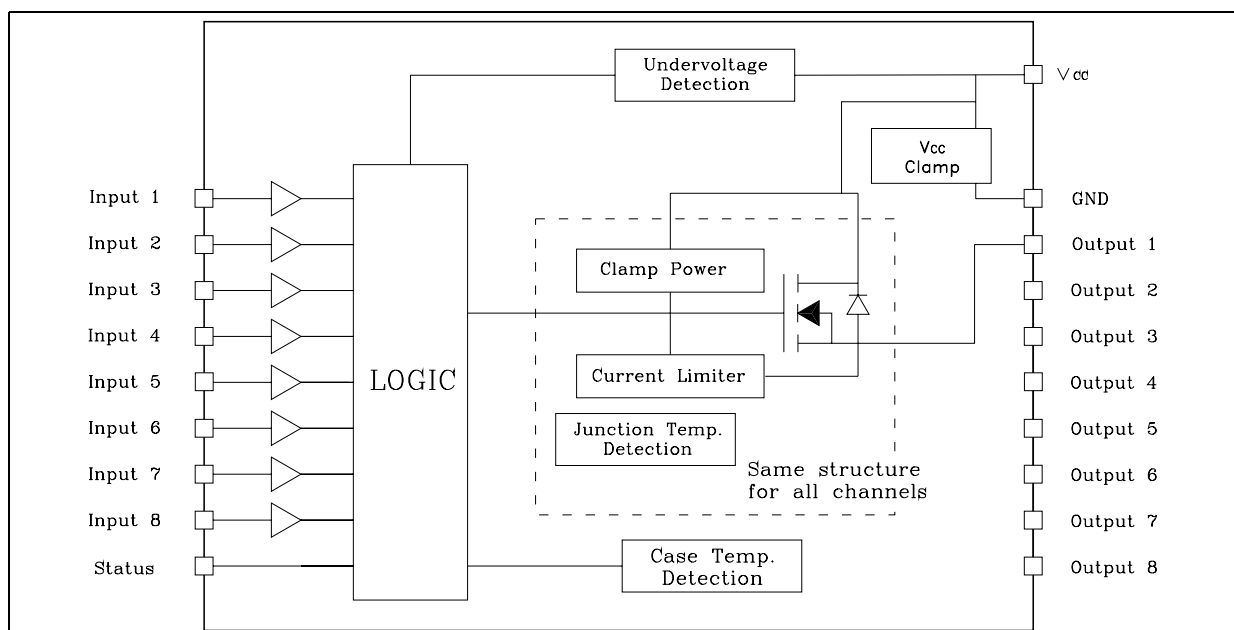 Undervoltage
Detection
Vcc
Vcc
Clamp
Input 1
GND
Input 2
Output 1
Clamp Power
Input 3
Output 2
Input 4
Output 3
LOGIC
Current Limiter
Input 5
Output 4
Input 6
Junction Temp.
Detection
Output 5
Same structure
for all channels
Input 7
Output 6
Input 8
Output 7
Case Temp.
Detection
Status
Output 8